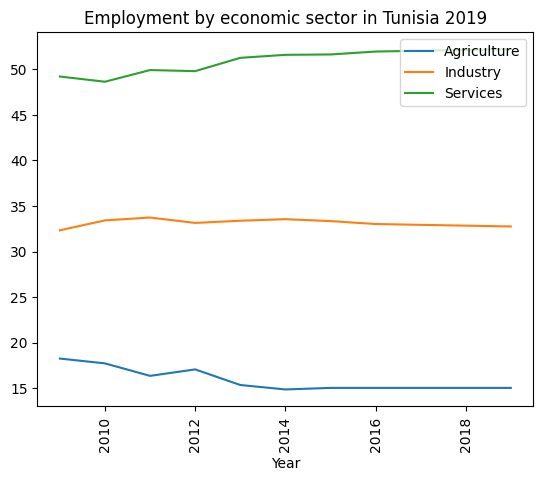 Employment by economic sector in Tunisia 2019
Agriculture
Industry
Services
50
45
40
35
30
25
20
15
2010
2012
2014
2016
2018
Year